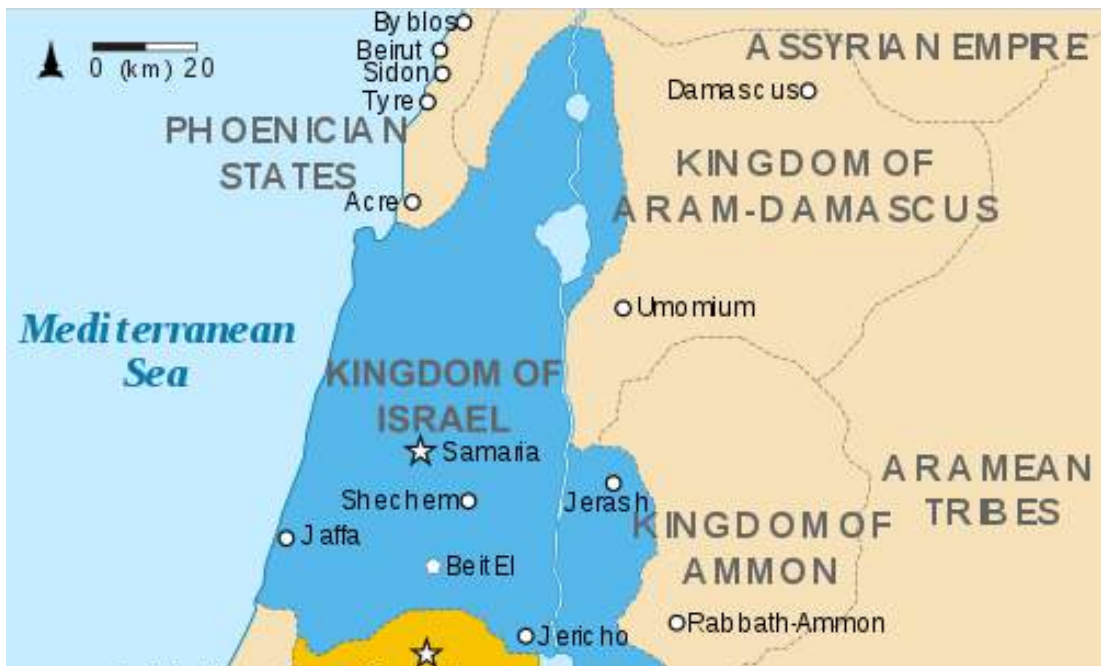 Byblos
Beirut
Sidon
Tyre
0 (km) 20
ASSYRIAN EMPIRE
Damascus
PHOENICIAN
STATES
KINGDOM OF
ARAM-DAMASCUS
Acre
Umomium
Mediterranean
Sea
KINGDOM OF
ISRAEL
Samaria
Shechem
Jerash
ARAMEAN
TRIBES
KINGDOM OF
AMMON
Jaffa
Beit El
Jericho
Rabbath-Ammon